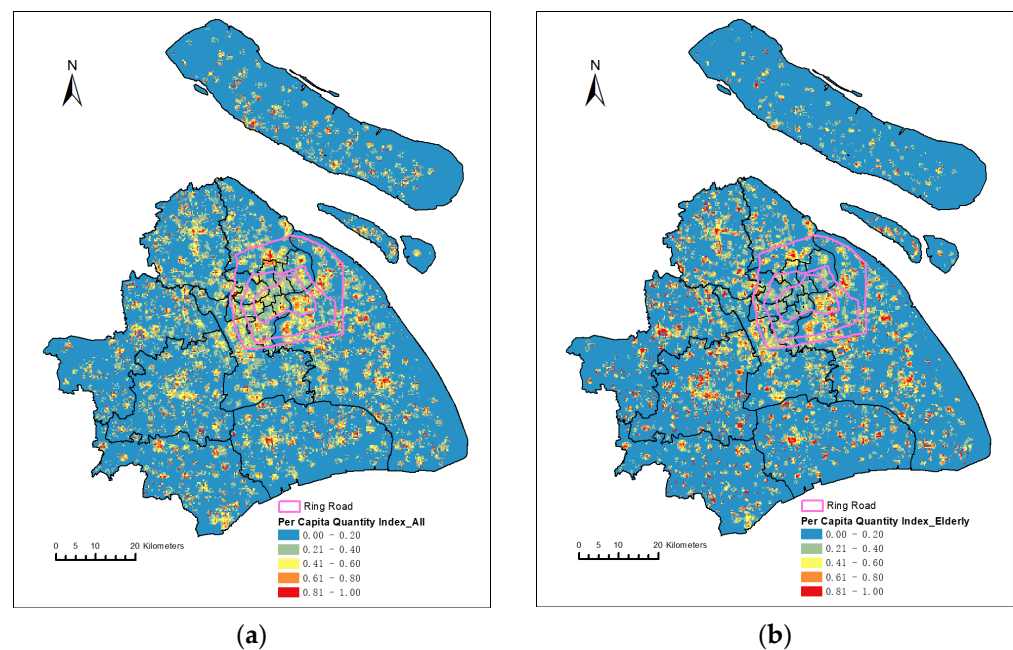 N
Ring Road
Per Capita Quantity Index_All
0.00 - 0.20
0.21 - 0.40
0.41 - 0.60
0.61 - 0.80
0.81 - 1.00
0 5 10 20 Kilometers
(a)
N
Ring Road
Per Capita Quantity Index_Elderly
0.00 - 0.20
0.21 - 0.40
0.41 - 0.60
0.61 - 0.80
0.81 - 1.00
0 5 10 20 Kilometers
(b)